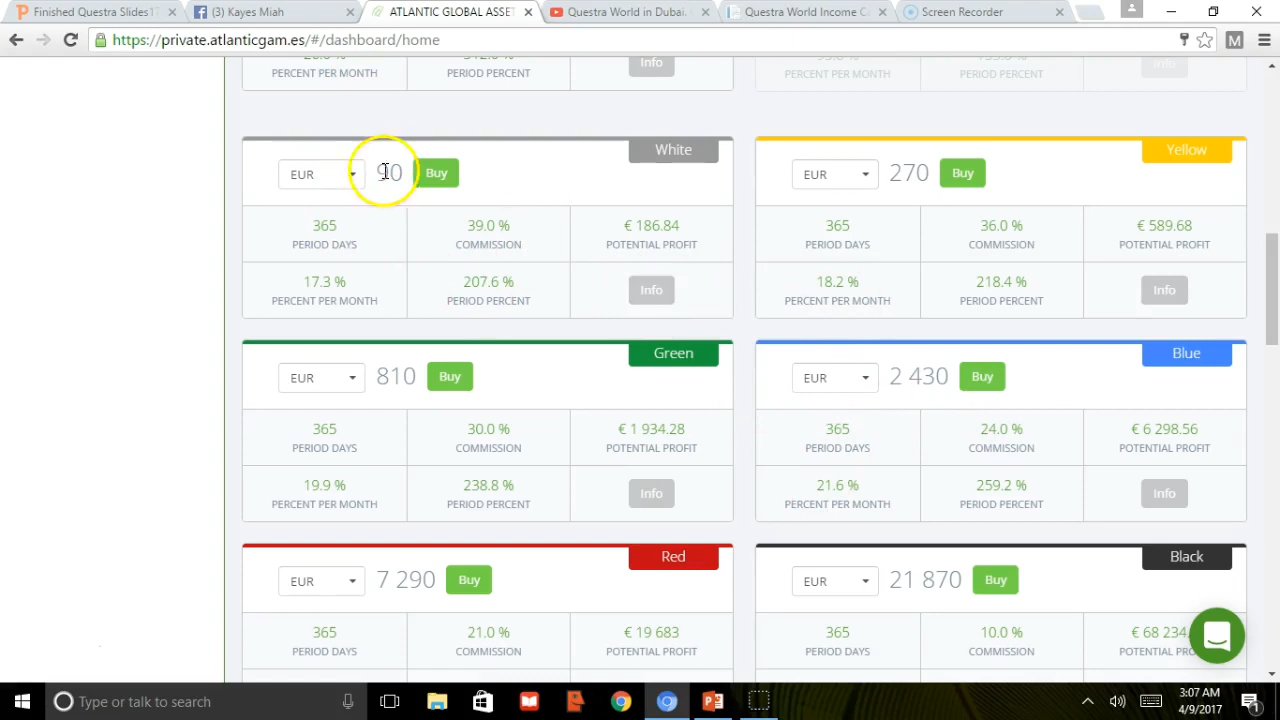 Finished Questra Slides1T
(3) Kayes Miah
ATLANTIC GLOBAL ASSET
Questra World in Dubai.
Questra World Income C
Screen Recorder
https://private.atlanticgam.es/#/dashboard/home
M
PERCENT PER MONTH
PERIOD PERCENT
Info
PERCENT PER MONTH
PERIOD PERCENT
Info
White
EUR 90 Buy
365 39.0 % € 186.84
PERIOD DAYS COMMISSION POTENTIAL PROFIT
17.3 % 207.6 % Info
PERCENT PER MONTH PERIOD PERCENT
Yellow
EUR 270 Buy
365 36.0 % € 589.68
PERIOD DAYS COMMISSION POTENTIAL PROFIT
18.2 % 218.4 % Info
PERCENT PER MONTH PERIOD PERCENT
Green
EUR 810 Buy
365 30.0 % € 1 934.28
PERIOD DAYS COMMISSION POTENTIAL PROFIT
19.9 % 238.8 % Info
PERCENT PER MONTH PERIOD PERCENT
Blue
EUR 2 430 Buy
365 24.0 % € 6 298.56
PERIOD DAYS COMMISSION POTENTIAL PROFIT
21.6 % 259.2 % Info
PERCENT PER MONTH PERIOD PERCENT
Red
EUR 7 290 Buy
365 21.0 % € 19 683
PERIOD DAYS COMMISSION POTENTIAL PROFIT
Black
EUR 21 870 Buy
365 10.0 % € 68 234.
PERIOD DAYS COMMISSION POTENTIAL
Type or talk to search
3:07 AM
4/9/2017